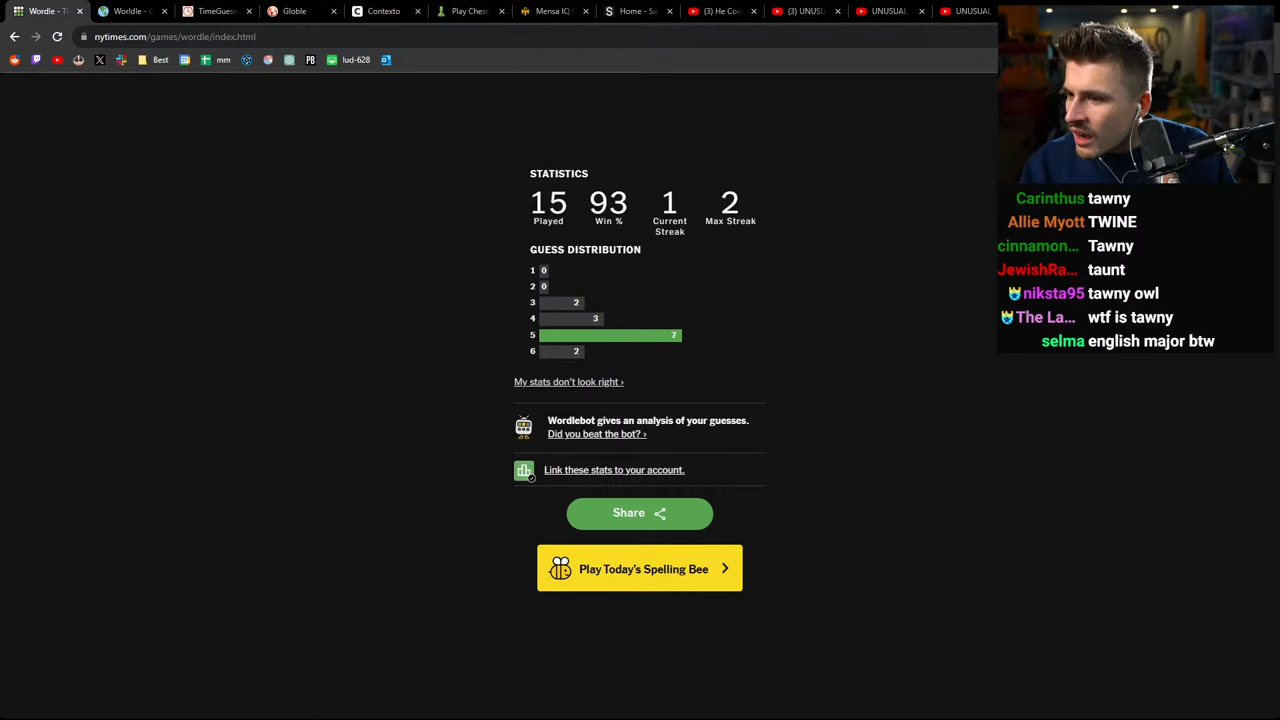 Wordle - T
Worldle - G
TimeGuess
Globle
Contexto
Play Chess
Mensa IQ
Home - Sw
(3) He Cou
(3) UNUSU
UNUSUAL
UNUSUAL
nytimes.com/games/wordle/index.html
Best
mm
PB
lud-628
STATISTICS
15 93 1 2
Played Win % Current Streak Max Streak
GUESS DISTRIBUTION
1 0
2 0
3 2
4 3
5 7
6 2
My stats don't look right ›
Wordlebot gives an analysis of your guesses.
Did you beat the bot? ›
Link these stats to your account.
Share
Play Today's Spelling Bee
Carinthus tawny
Allie Myott TWINE
cinnamon... Tawny
JewishRa... taunt
niksta95 tawny owl
The La... wtf is tawny
selma english major btw